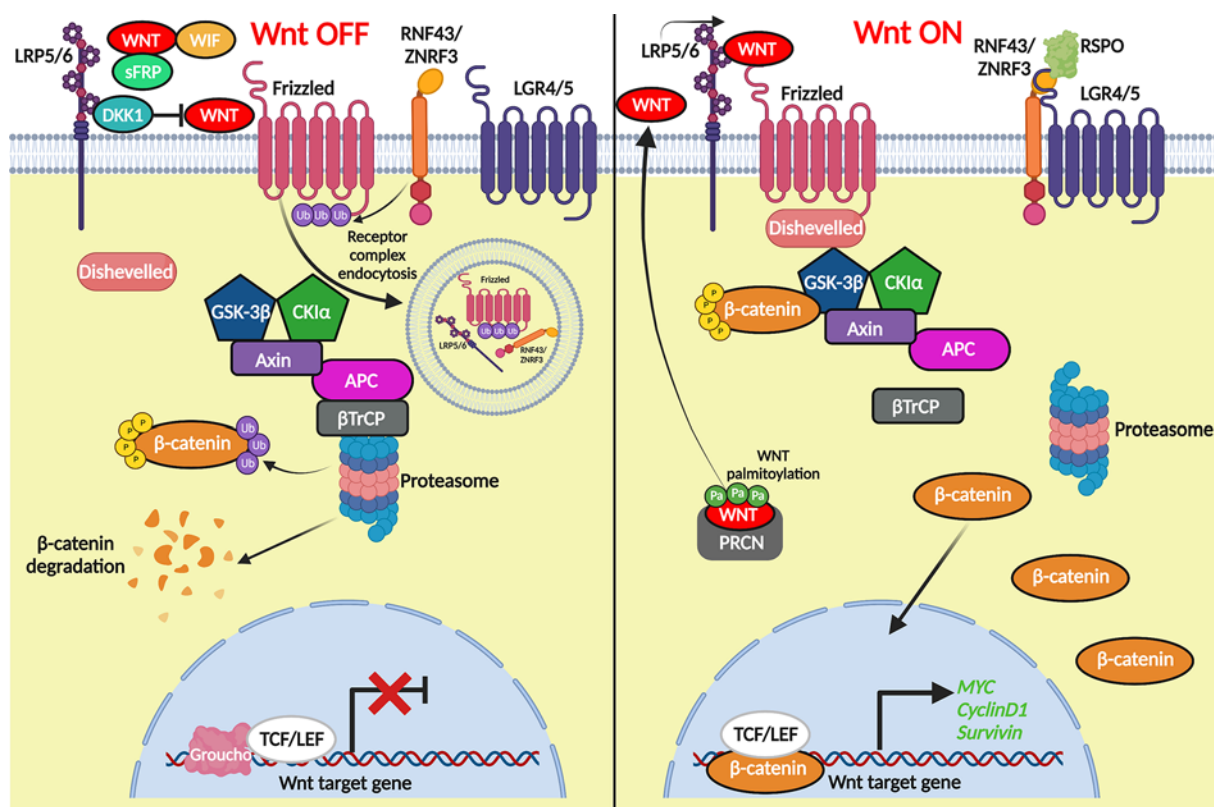 Wnt OFF
LRP5/6
WNT
WIF
sFRP
DKK1
WNT
Frizzled
RNF43/
ZNRF3
LGR4/5
Ub Ub Ub
Receptor
complex
endocytosis
Dishevelled
GSK-3β
CKIα
Axin
APC
βTrCP
Frizzled
Ub Ub Ub
LRP5/6
RNF43/
ZNRF3
P
P
P
P
β-catenin
Ub
Ub
Ub
Proteasome
β-catenin
degradation
Groucho
TCF/LEF
Wnt target gene
Wnt ON
LRP5/6
WNT
WNT
Frizzled
RNF43/
ZNRF3
RSPO
LGR4/5
Dishevelled
P
P
P
P
β-catenin
GSK-3β
CKIα
Axin
APC
βTrCP
Proteasome
WNT
palmitoylation
Pa Pa Pa
WNT
PRCN
β-catenin
β-catenin
β-catenin
MYC
CyclinD1
Survivin
TCF/LEF
β-catenin
Wnt target gene